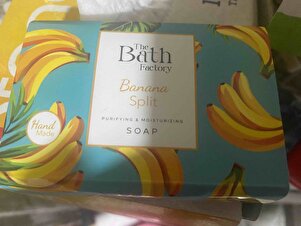 The
Bath
Factory
Banana
Split
PURIFYING & MOISTURIZING
SOAP
Hand
Made